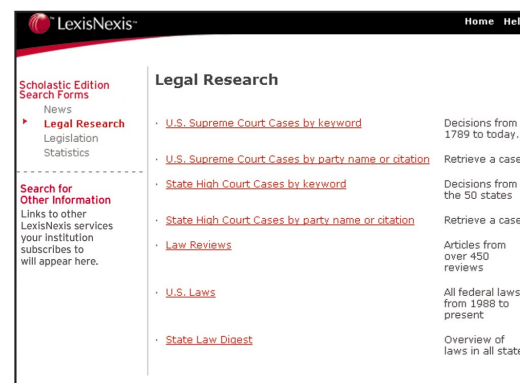 LexisNexis™
Home
Scholastic Edition
Search Forms
News
Legal Research
Legislation
Statistics
Search for
Other Information
Links to other
LexisNexis services
your institution
subscribes to
will appear here.
Legal Research
· U.S. Supreme Court Cases by keyword
Decisions from
1789 to today.
· U.S. Supreme Court Cases by party name or citation
Retrieve a case
· State High Court Cases by keyword
Decisions from
the 50 states
· State High Court Cases by party name or citation
Retrieve a case
· Law Reviews
Articles from
over 450
reviews
· U.S. Laws
All federal laws
from 1988 to
present
· State Law Digest
Overview of
laws in all